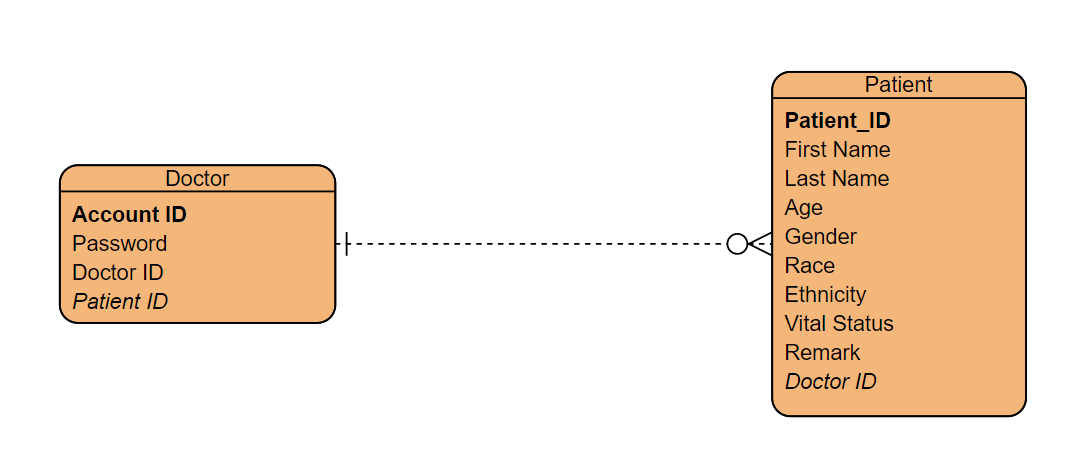 Doctor
Account ID
Password
Doctor ID
Patient ID
Patient
Patient_ID
First Name
Last Name
Age
Gender
Race
Ethnicity
Vital Status
Remark
Doctor ID